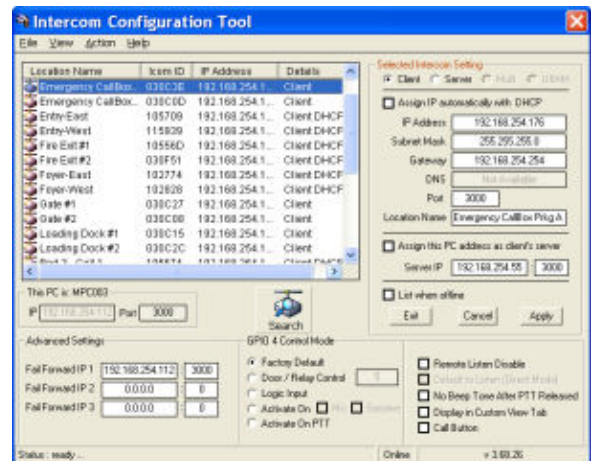 Intercom Configuration Tool
File View Action Help
Location Name Icom ID IP Address Details
Emergency CallBox.. 030C3E 192.168.254.1... Client
Emergency CallBox.. 030C0D 192.168.254.1... Client
Entry-East 105709 192.168.254.1... Client DHCP
Entry-West 115939 192.168.254.1... Client DHCP
Fire Exit #1 10556D 192.168.254.1... Client DHCP
Fire Exit #2 030F51 192.168.254.1... Client DHCP
Foyer-East 102774 192.168.254.1... Client DHCP
Foyer-West 102828 192.168.254.1... Client DHCP
Gate #1 030C27 192.168.254.1... Client
Gate #2 030C08 192.168.254.1... Client
Loading Dock #1 030C15 192.168.254.1... Client
Loading Dock #2 030C2C 192.168.254.1... Client
Selected Intercom Setting
Client Server
Assign IP automatically with DHCP
IP Address 192.168.254.176
Subnet Mask 255.255.255.0
Gateway 192.168.254.254
DNS Not Available
Port 3000
Location Name Emergency CallBox Prkg A
Assign this PC address as client's server
Server IP 192.168.254.55 : 3000
List when offline
Exit Cancel Apply
This PC is: MPC003
IP 192.168.254.112 Port 3000
Search
Advanced Settings
Fail Forward IP 1 192.168.254.112 : 3000
Fail Forward IP 2 0.0.0.0 : 0
Fail Forward IP 3 0.0.0.0 : 0
GPIO 4 Control Mode
Factory Default
Door / Relay Control
Logic Input
Activate On
Activate On PTT
Remote Listen Disable
Default to Listen (Direct Mode)
No Beep Tone After PTT Released
Display in Custom View Tab
Call Button
Status : ready ... Online v 3.60.26